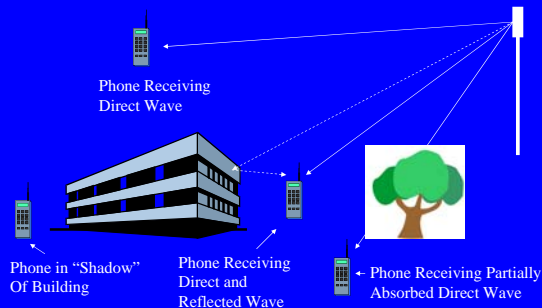 Phone Receiving
Direct Wave
Phone in “Shadow”
Of Building
Phone Receiving
Direct and
Reflected Wave
Phone Receiving Partially
Absorbed Direct Wave